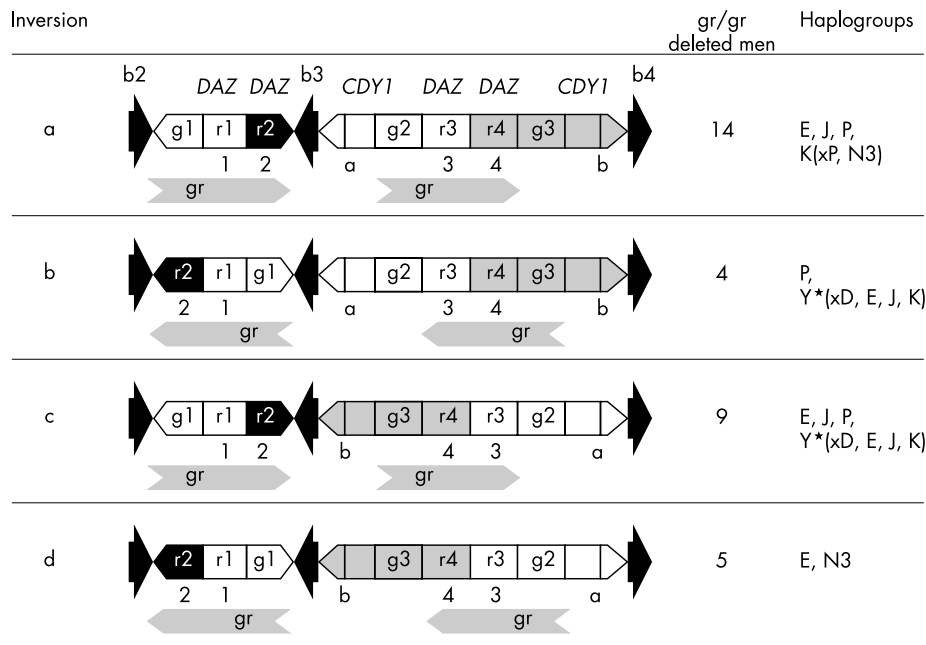 Inversion
gr/gr
deleted men
Haplogroups
b2 DAZ DAZ b3 CDY1 DAZ DAZ CDY1 b4
a g1 r1 r2 g2 r3 r4 g3 14 E, J, P,
K(xP, N3)
1 2 a 3 4 b
gr gr
b r2 r1 g1 g2 r3 r4 g3 4 P,
Y★(xD, E, J, K)
2 1 a 3 4 b
gr gr
c g1 r1 r2 g3 r4 r3 g2 9 E, J, P,
Y★(xD, E, J, K)
1 2 b 4 3 a
gr gr
d r2 r1 g1 g3 r4 r3 g2 5 E, N3
2 1 b 4 3 a
gr gr